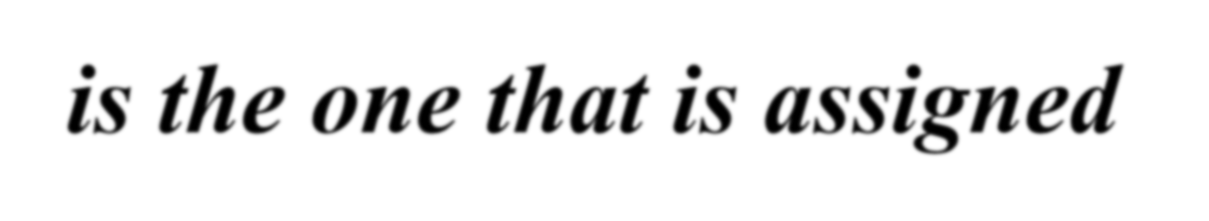 is the one that is assigned